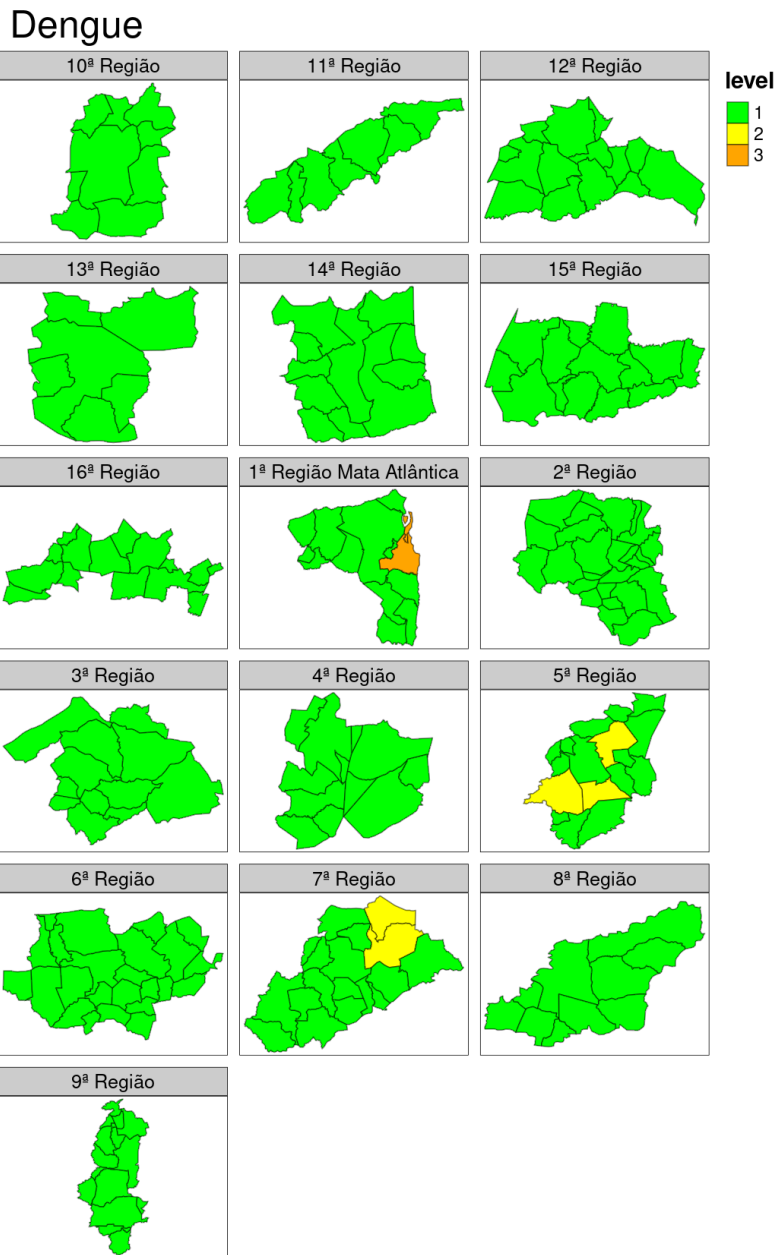 Dengue
10ª Região
11ª Região
12ª Região
level
1
2
3
13ª Região
14ª Região
15ª Região
16ª Região
1ª Região Mata Atlântica
2ª Região
3ª Região
4ª Região
5ª Região
6ª Região
7ª Região
8ª Região
9ª Região